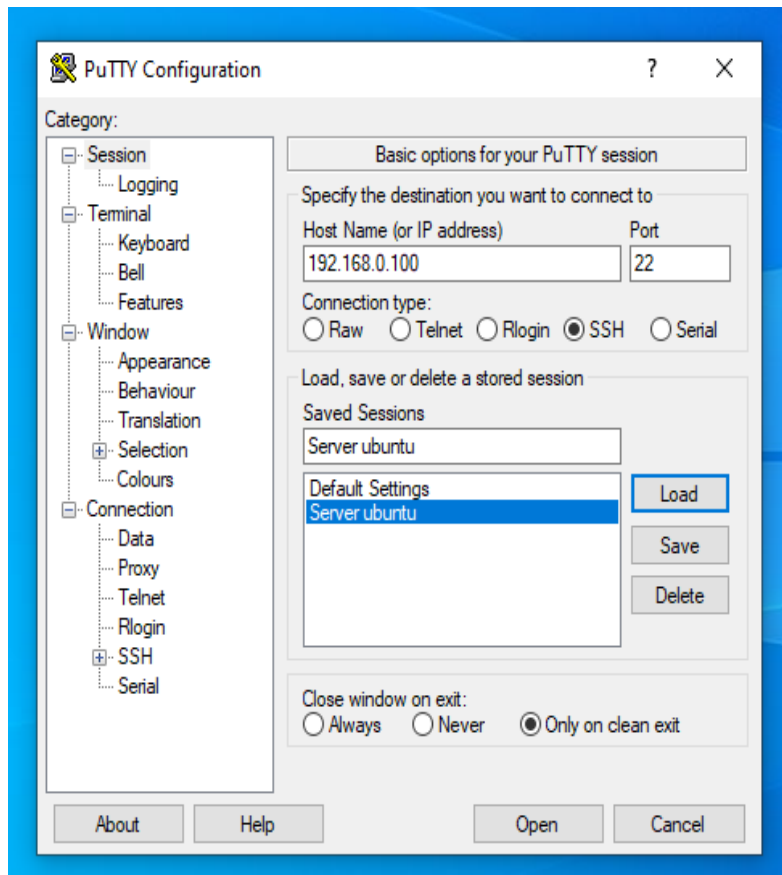 PuTTY Configuration
?
Category:
Session
Logging
Terminal
Keyboard
Bell
Features
Window
Appearance
Behaviour
Translation
Selection
Colours
Connection
Data
Proxy
Telnet
Rlogin
SSH
Serial
Basic options for your PuTTY session
Specify the destination you want to connect to
Host Name (or IP address) Port
192.168.0.100 22
Connection type:
Raw Telnet Rlogin SSH Serial
Load, save or delete a stored session
Saved Sessions
Server ubuntu
Default Settings
Server ubuntu
Load
Save
Delete
Close window on exit:
Always Never Only on clean exit
About Help Open Cancel